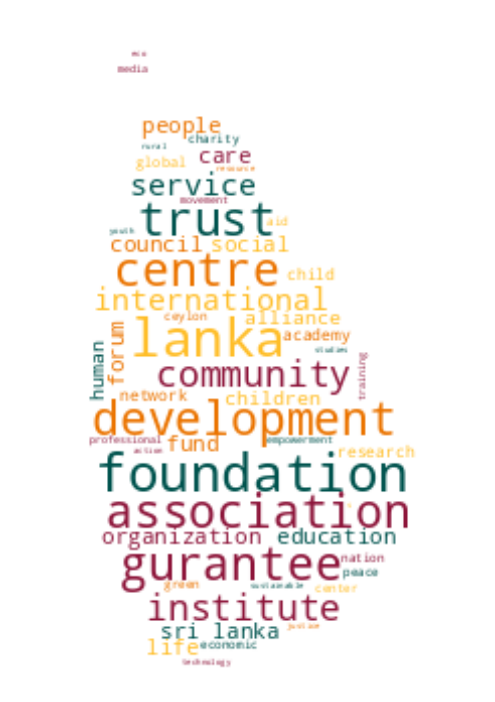 eco
media
people
charity
rural
care
global
resource
service
movement
trust
aid
youth
council social
centre
child
international
ceylon
alliance
lanka
academy
forum
human
studies
community
training
network
children
development
professional
fund
empowerment
action
research
foundation
association
organization education
gurantee
nation
peace
green
sustainable
center
institute
justice
sri lanka
life
economic
technology